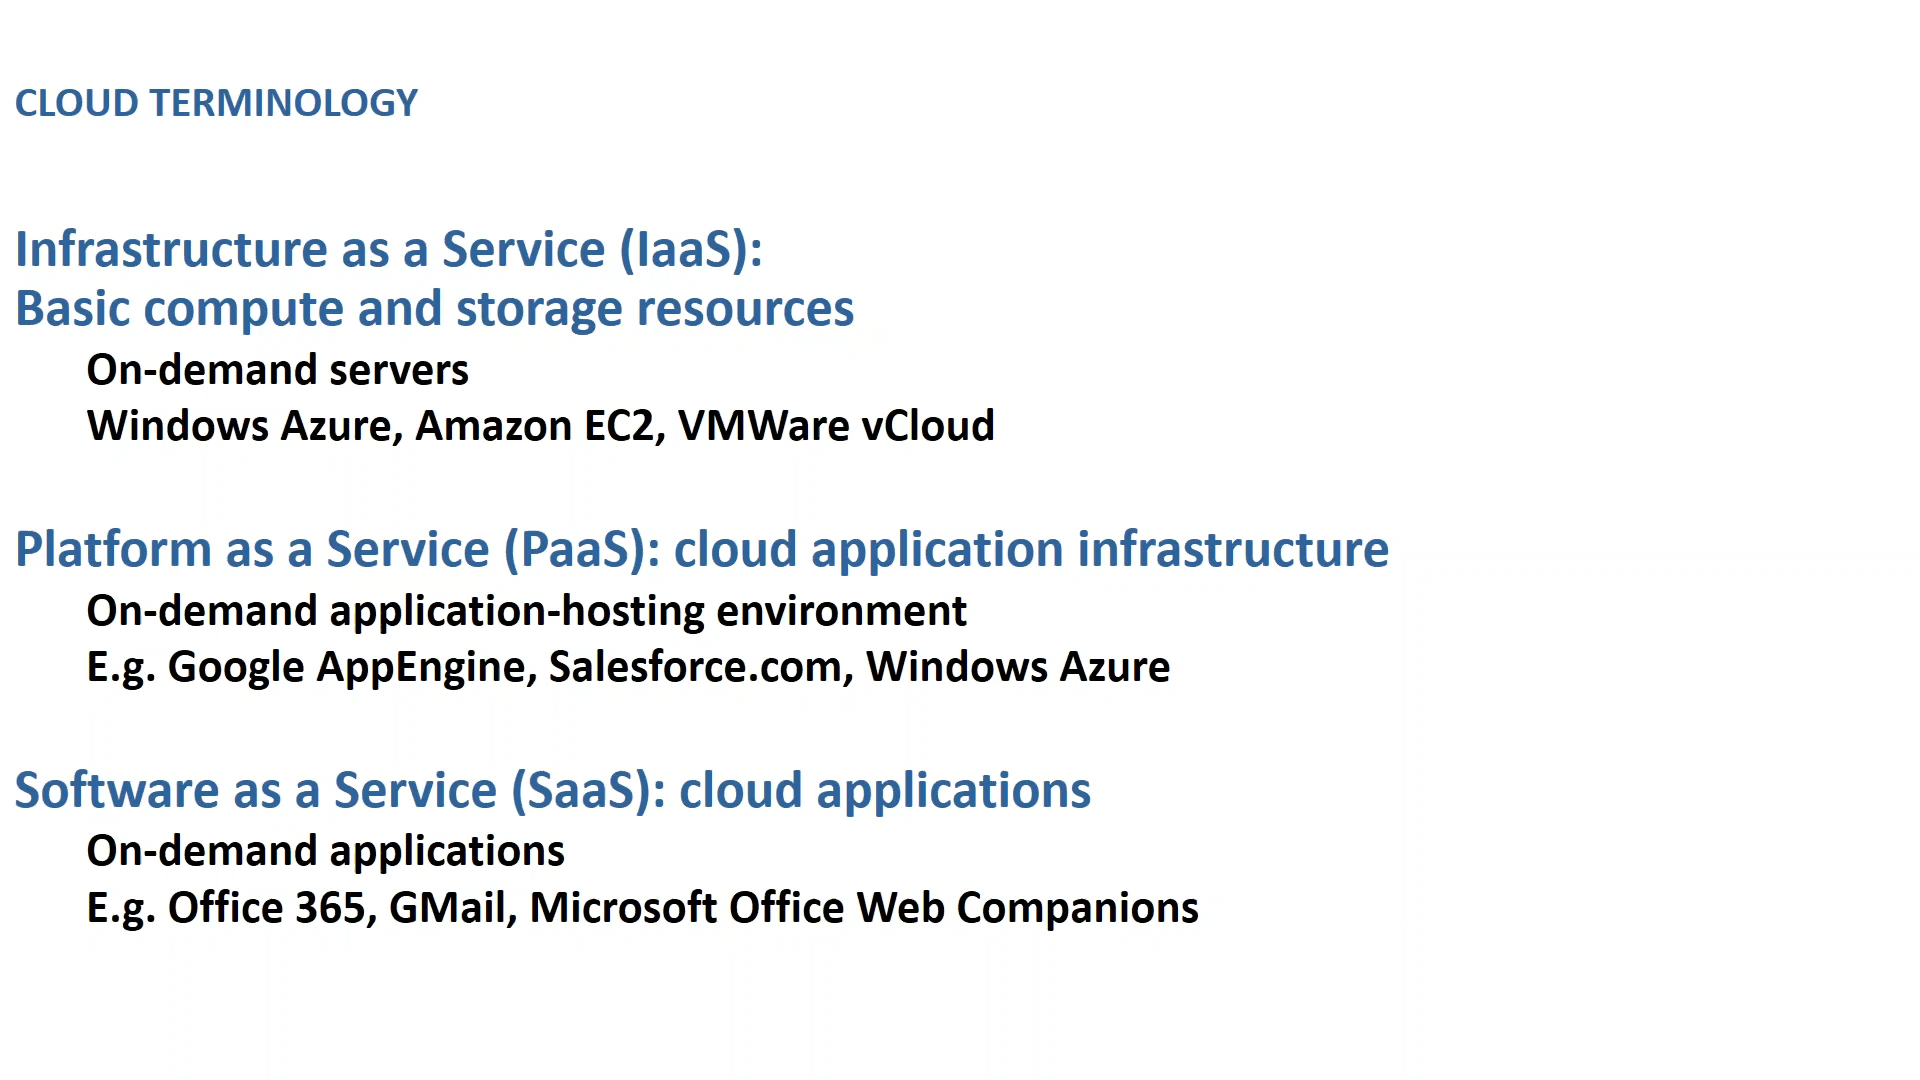 CLOUD TERMINOLOGY
Infrastructure as a Service (IaaS):
Basic compute and storage resources
On-demand servers
Windows Azure, Amazon EC2, VMWare vCloud
Platform as a Service (PaaS): cloud application infrastructure
On-demand application-hosting environment
E.g. Google AppEngine, Salesforce.com, Windows Azure
Software as a Service (SaaS): cloud applications
On-demand applications
E.g. Office 365, GMail, Microsoft Office Web Companions